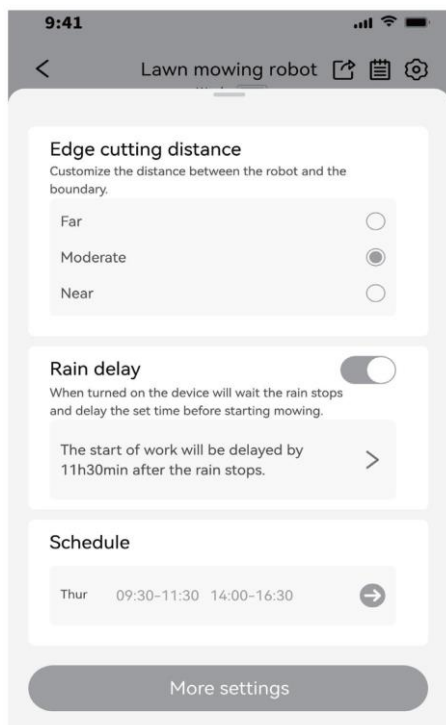 9:41
Lawn mowing robot
Edge cutting distance
Customize the distance between the robot and the
boundary.
Far
Moderate
Near
Rain delay
When turned on the device will wait the rain stops
and delay the set time before starting mowing.
The start of work will be delayed by
11h30min after the rain stops.
Schedule
Thur 09:30-11:30 14:00-16:30
More settings